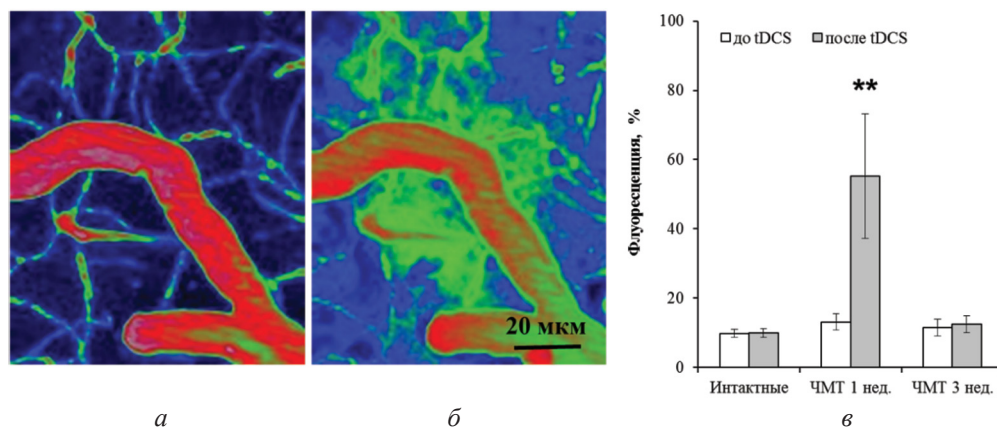 100
80
60
40
20
0
Флуоресценция, %
до tDCS после tDCS
**
Интактные ЧМТ 1 нед. ЧМТ 3 нед.
20 мкм
а б в